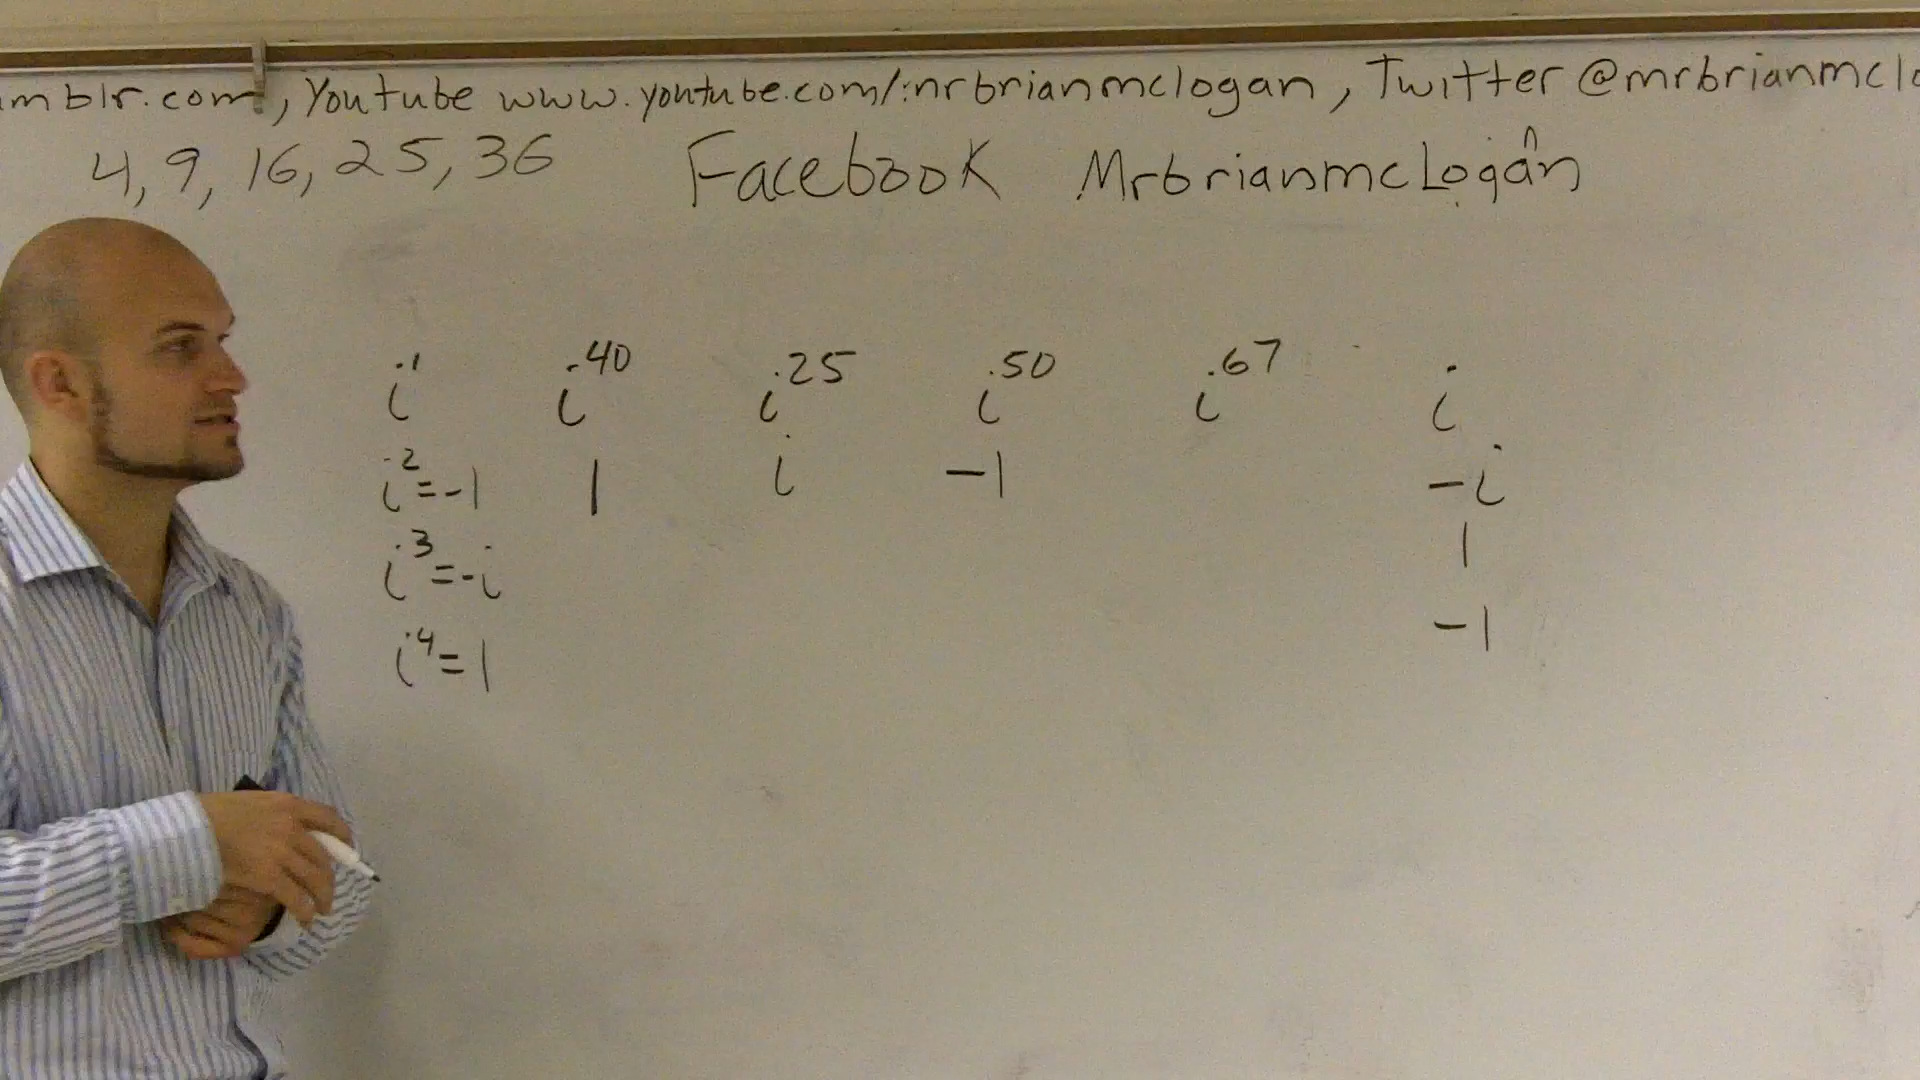 mblr.com, Youtube www.youtube.com/mrbrianmclogan, Twitter @mrbrianmclo
4, 9, 16, 25, 36 Facebook MrbrianmcLogan
i¹ i⁴⁰ i²⁵ i⁵⁰ i⁶⁷ i
i²=-1 1 i -1 -i
i³=-i 1
i⁴=1 -1